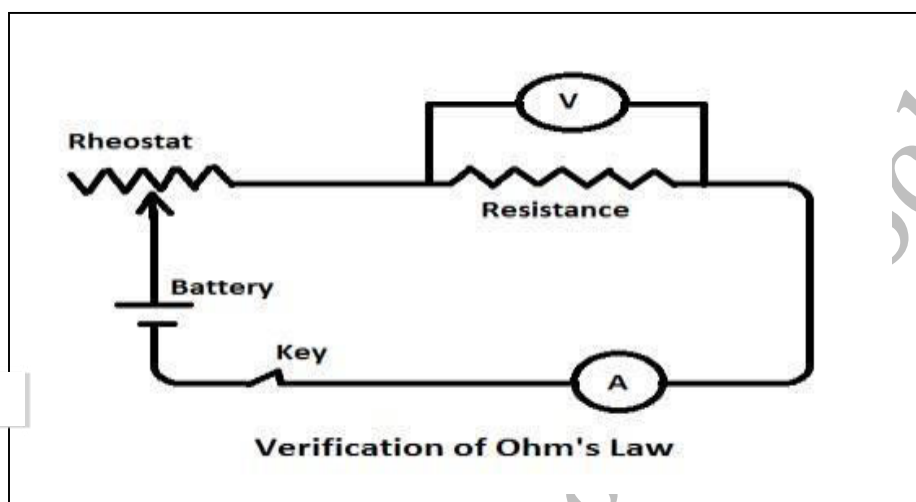 V
Rheostat
Resistance
Battery
Key
A
Verification of Ohm's Law